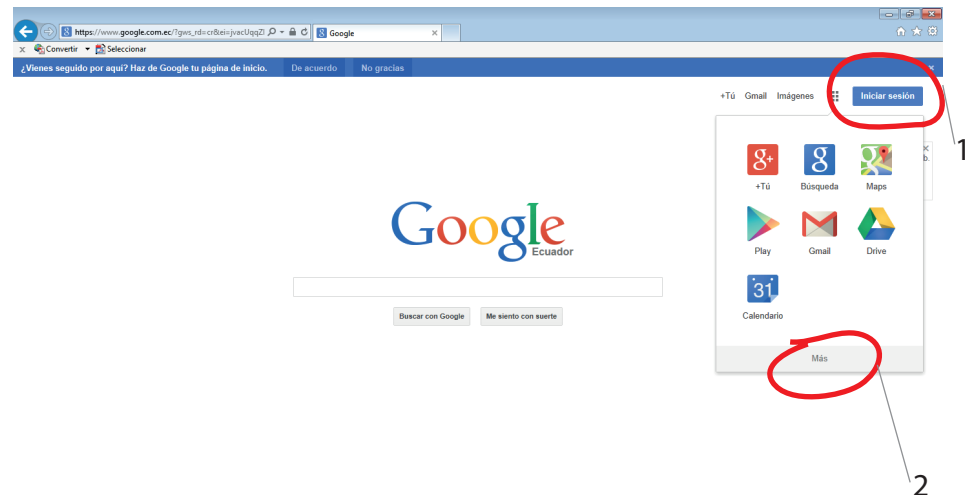 https://www.google.com.ec/?gws_rd=cr&ei=jvacUqqZI
Google
x Convertir Seleccionar
¿Vienes seguido por aquí? Haz de Google tu página de inicio. De acuerdo No gracias
+Tú Gmail Imágenes Iniciar sesión
1
b.
g+ g
+Tú Búsqueda Maps
Play Gmail Drive
31
Calendario
Google
Ecuador
Buscar con Google Me siento con suerte
Más
2